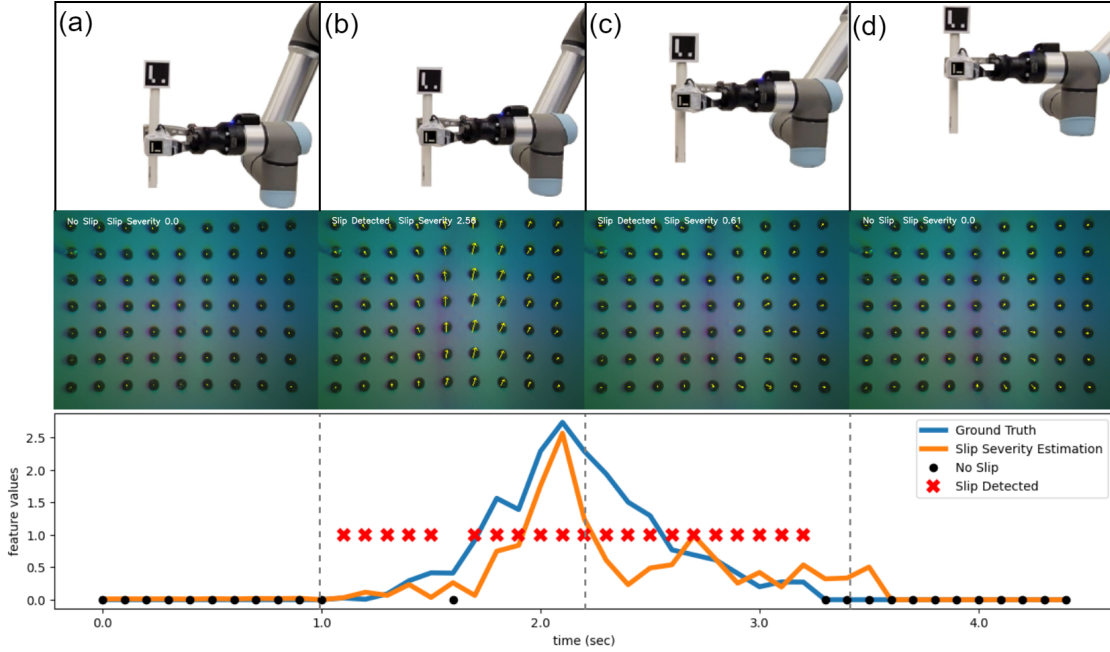 (a) (b) (c) (d)
No Slip Slip Severity 0.0
Slip Detected Slip Severity 2.56
Slip Detected Slip Severity 0.61
No Slip Slip Severity 0.0
Ground Truth
Slip Severity Estimation
No Slip
Slip Detected
feature values
2.5
2.0
1.5
1.0
0.5
0.0
0.0 1.0 2.0 3.0 4.0
time (sec)